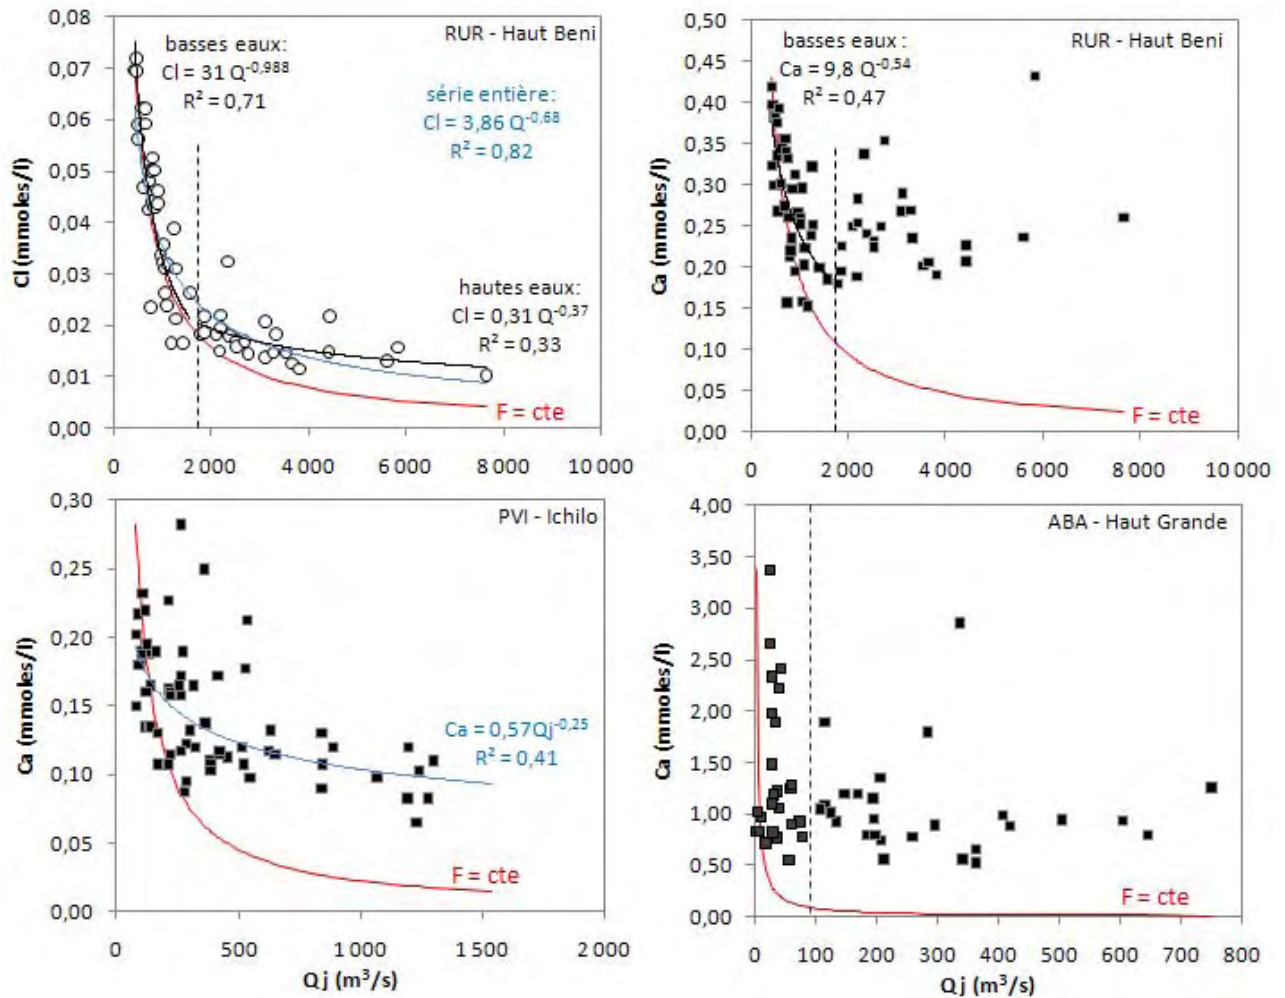 RUR - Haut Beni
basses eaux:
Cl = 31 Q^-0,988
R² = 0,71
série entière:
Cl = 3,86 Q^-0,68
R² = 0,82
hautes eaux:
Cl = 0,31 Q^-0,37
R² = 0,33
F = cte
Cl (mmoles/l)
0,08
0,07
0,06
0,05
0,04
0,03
0,02
0,01
0,00
0 2 000 4 000 6 000 8 000 10 000
RUR - Haut Beni
basses eaux :
Ca = 9,8 Q^-0,54
R² = 0,47
F = cte
Ca (mmoles/l)
0,50
0,45
0,40
0,35
0,30
0,25
0,20
0,15
0,10
0,05
0,00
0 2 000 4 000 6 000 8 000 10 000
PVI - Ichilo
Ca = 0,57Qj^-0,25
R² = 0,41
F = cte
Ca (mmoles/l)
0,30
0,25
0,20
0,15
0,10
0,05
0,00
0 500 1 000 1 500 2 000
Qj (m³/s)
ABA - Haut Grande
F = cte
Ca (mmoles/l)
4,00
3,50
3,00
2,50
2,00
1,50
1,00
0,50
0,00
0 100 200 300 400 500 600 700 800
Qj (m³/s)